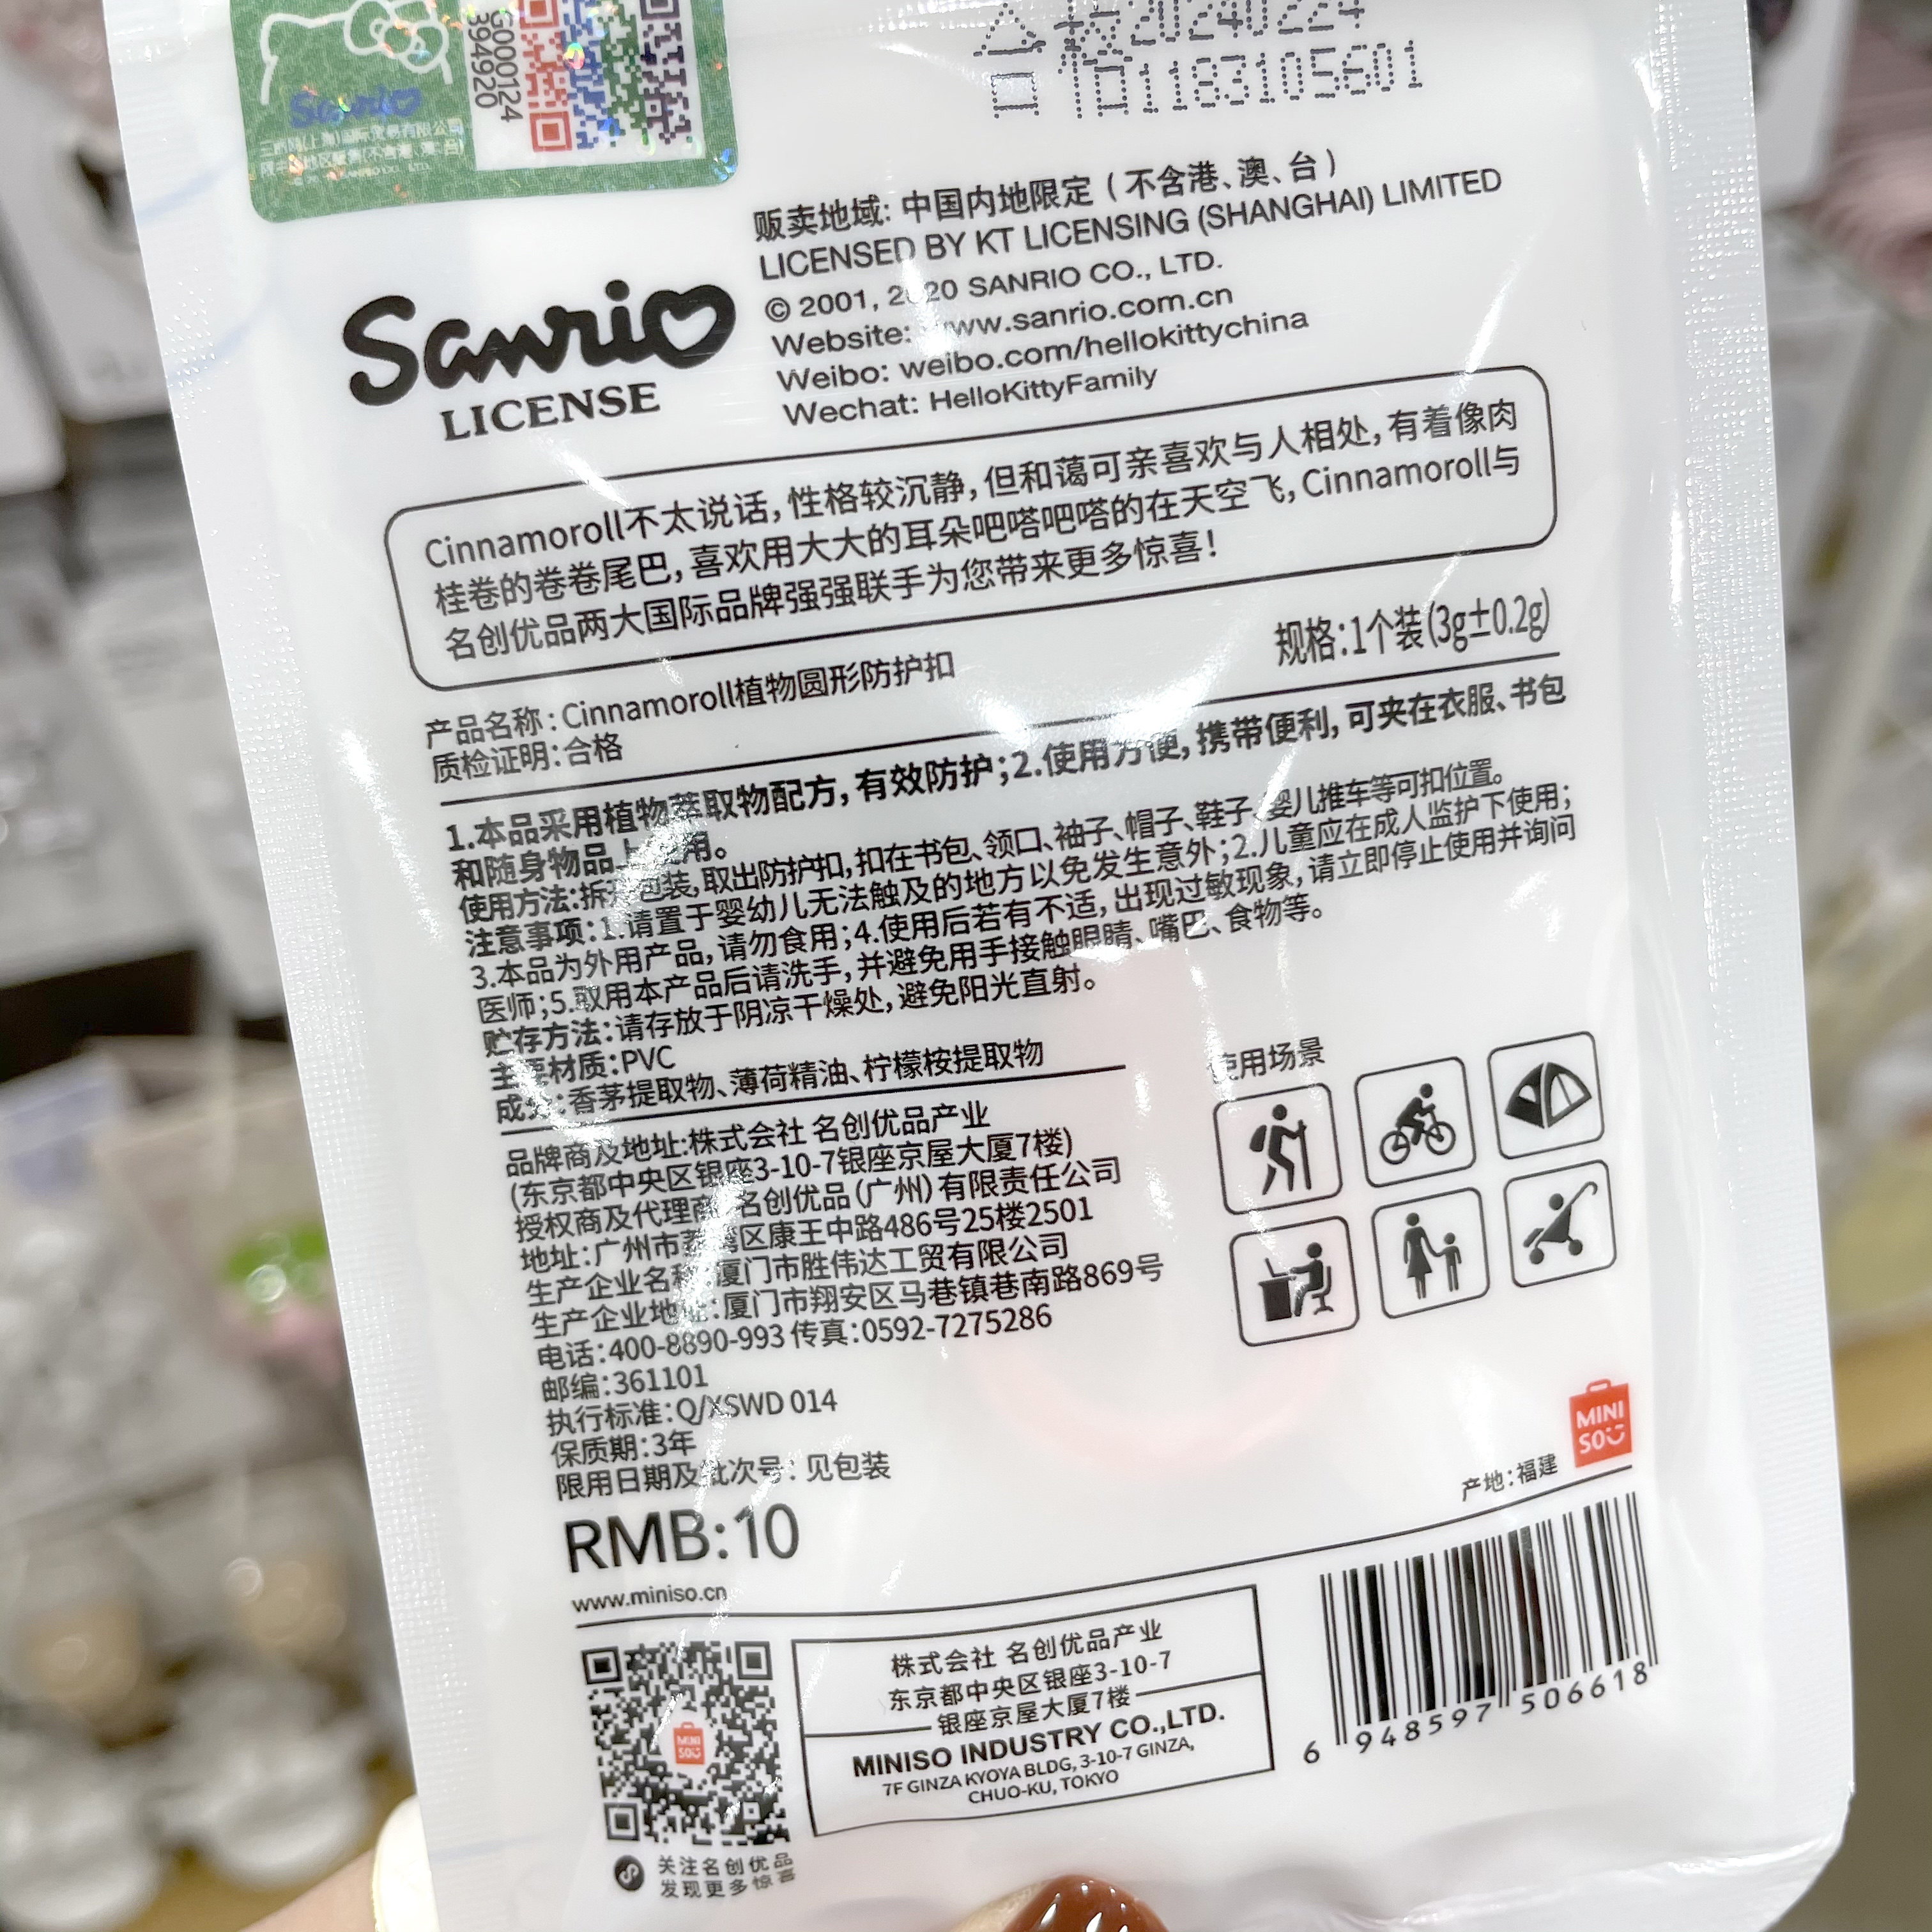 Sanrio
三丽鸥(上海)国际贸易有限公司
G000124
394920
合格20240224
1183105601
贩卖地域: 中国内地限定 ( 不含港、澳、台 )
LICENSED BY KT LICENSING (SHANGHAI) LIMITED
© 2001, 2020 SANRIO CO., LTD.
Website: www.sanrio.com.cn
Weibo: weibo.com/hellokittychina
Wechat: HelloKittyFamily
Sanrio
LICENSE
Cinnamoroll不太说话, 性格较沉静, 但和蔼可亲喜欢与人相处, 有着像肉
桂卷的卷卷尾巴, 喜欢用大大的耳朵吧嗒吧嗒的在天空飞, Cinnamoroll与
名创优品两大国际品牌强强联手为您带来更多惊喜!
规格:1个装(3g±0.2g)
产品名称: Cinnamoroll植物圆形防护扣
质检证明:合格
1.本品采用植物萃取物配方, 有效防护;2.使用方便, 携带便利, 可夹在衣服、书包
和随身物品上使用。
使用方法:拆开包装,取出防护扣,扣在书包、领口、袖子、帽子、鞋子、婴儿推车等可扣位置。
注意事项:1.请置于婴幼儿无法触及的地方以免发生意外;2.儿童应在成人监护下使用;
3.本品为外用产品, 请勿食用;4.使用后若有不适, 出现过敏现象, 请立即停止使用并询问
医师;5.取用本产品后请洗手, 并避免用手接触眼睛、嘴巴、食物等。
贮存方法:请存放于阴凉干燥处, 避免阳光直射。
主要材质:PVC
成分:香茅提取物、薄荷精油、柠檬桉提取物
使用场景
品牌商及地址:株式会社 名创优品产业
(东京都中央区银座3-10-7银座京屋大厦7楼)
授权商及代理商:名创优品(广州)有限责任公司
地址:广州市荔湾区康王中路486号25楼2501
生产企业名称:厦门市胜伟达工贸有限公司
生产企业地址:厦门市翔安区马巷镇巷南路869号
电话:400-8890-993 传真:0592-7275286
邮编:361101
执行标准:Q/XSWD 014
保质期:3年
限用日期及批次号: 见包装
MINI
SO
产地:福建
RMB:10
www.miniso.cn
MINI
SO
关注名创优品
发现更多惊喜
株式会社 名创优品产业
东京都中央区银座3-10-7
银座京屋大厦7楼
MINISO INDUSTRY CO.,LTD.
7F GINZA KYOYA BLDG, 3-10-7 GINZA,
CHUO-KU, TOKYO
6 948597 506618